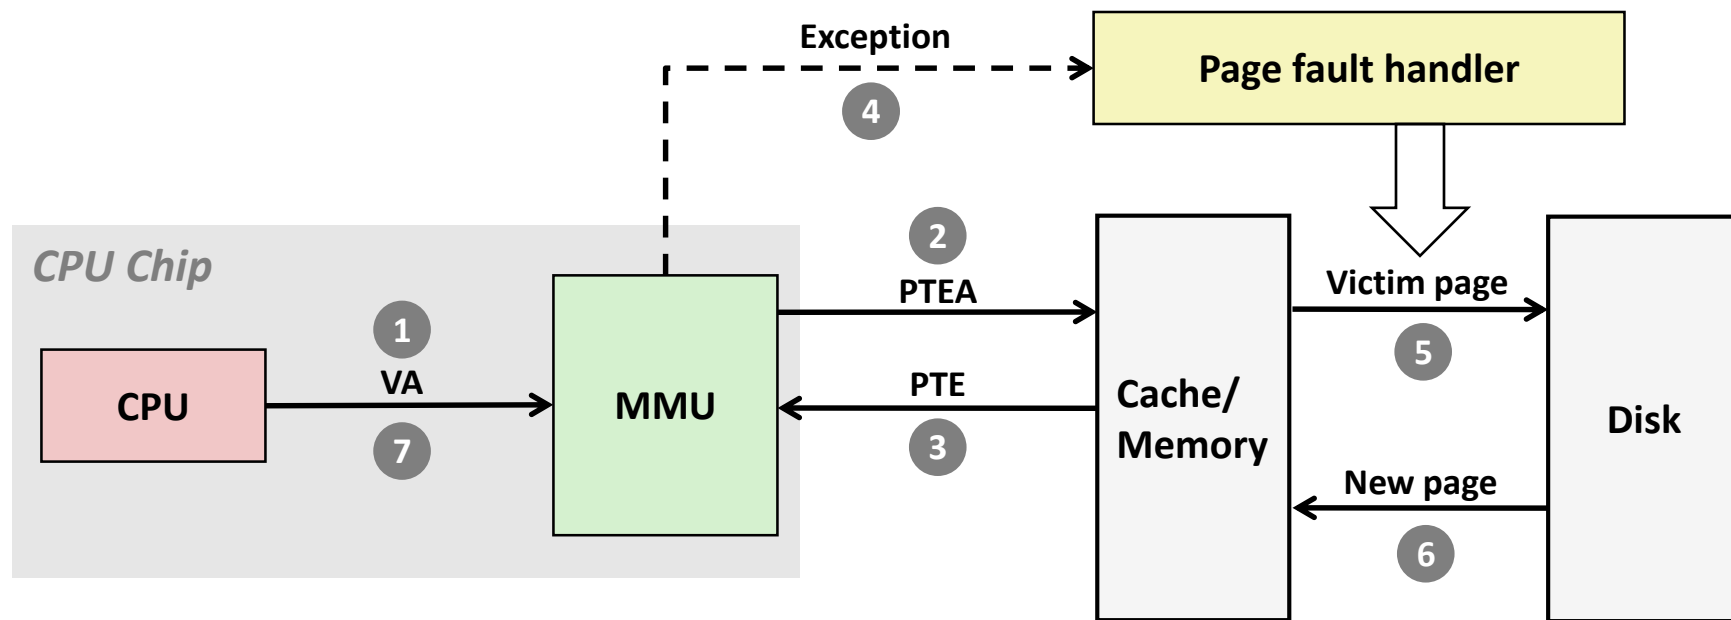 Exception
4
Page fault handler
CPU Chip
2
PTEA
Victim page
5
1
VA
7
CPU
MMU
PTE
3
Cache/
Memory
Disk
New page
6